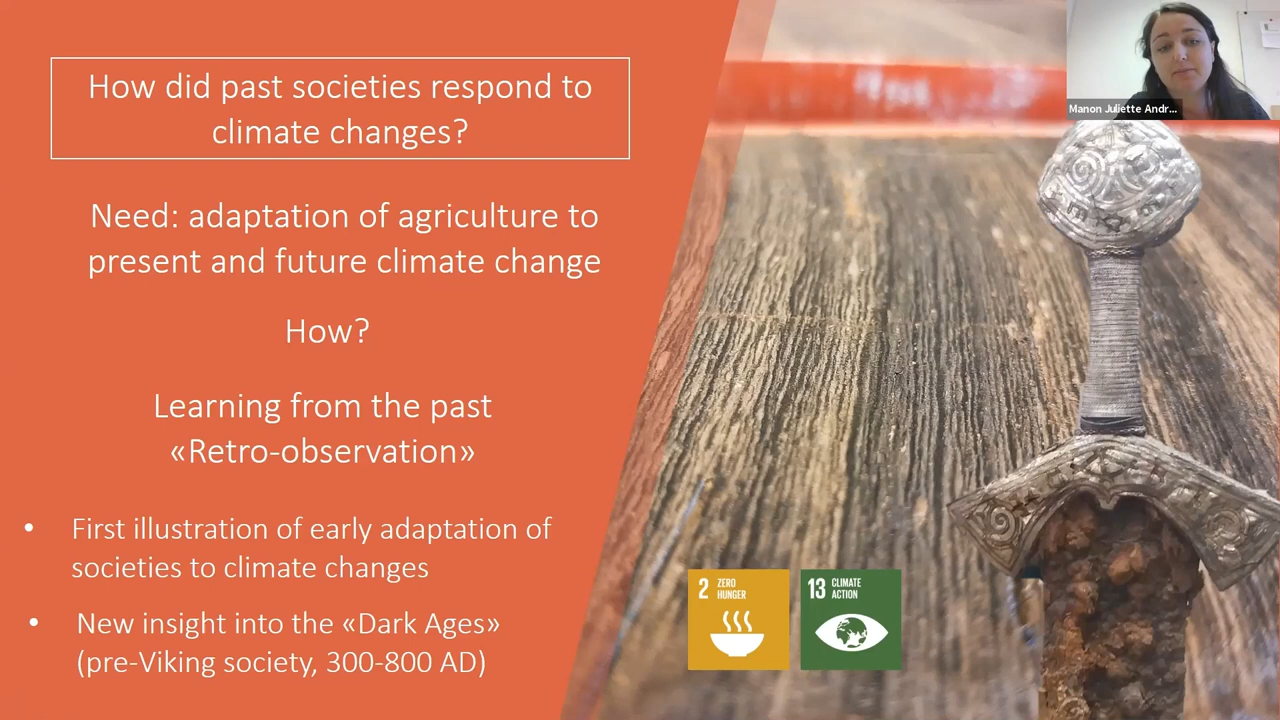 How did past societies respond to
climate changes?
Need: adaptation of agriculture to
present and future climate change
How?
Learning from the past
«Retro-observation»
• First illustration of early adaptation of
societies to climate changes
• New insight into the «Dark Ages»
(pre-Viking society, 300-800 AD)
Manon Juliette Andr...
2 ZERO
HUNGER
13 CLIMATE
ACTION